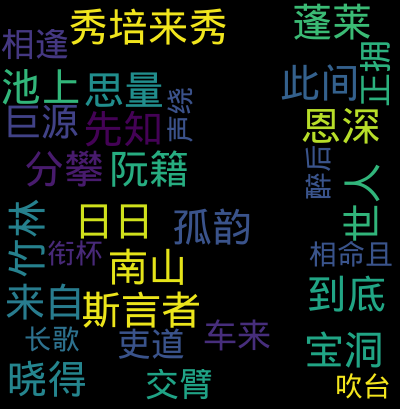 秀培来秀
蓬莱
相逢
正拥
池上
思量
此间
声绕
巨源
先知
恩深
醉后
分攀
阮籍
世人
竹林
日日
孤韵
衔杯
南山
相命且
来自
斯言者
到底
长歌
吏道
车来
宝洞
晓得
交臂
吹台